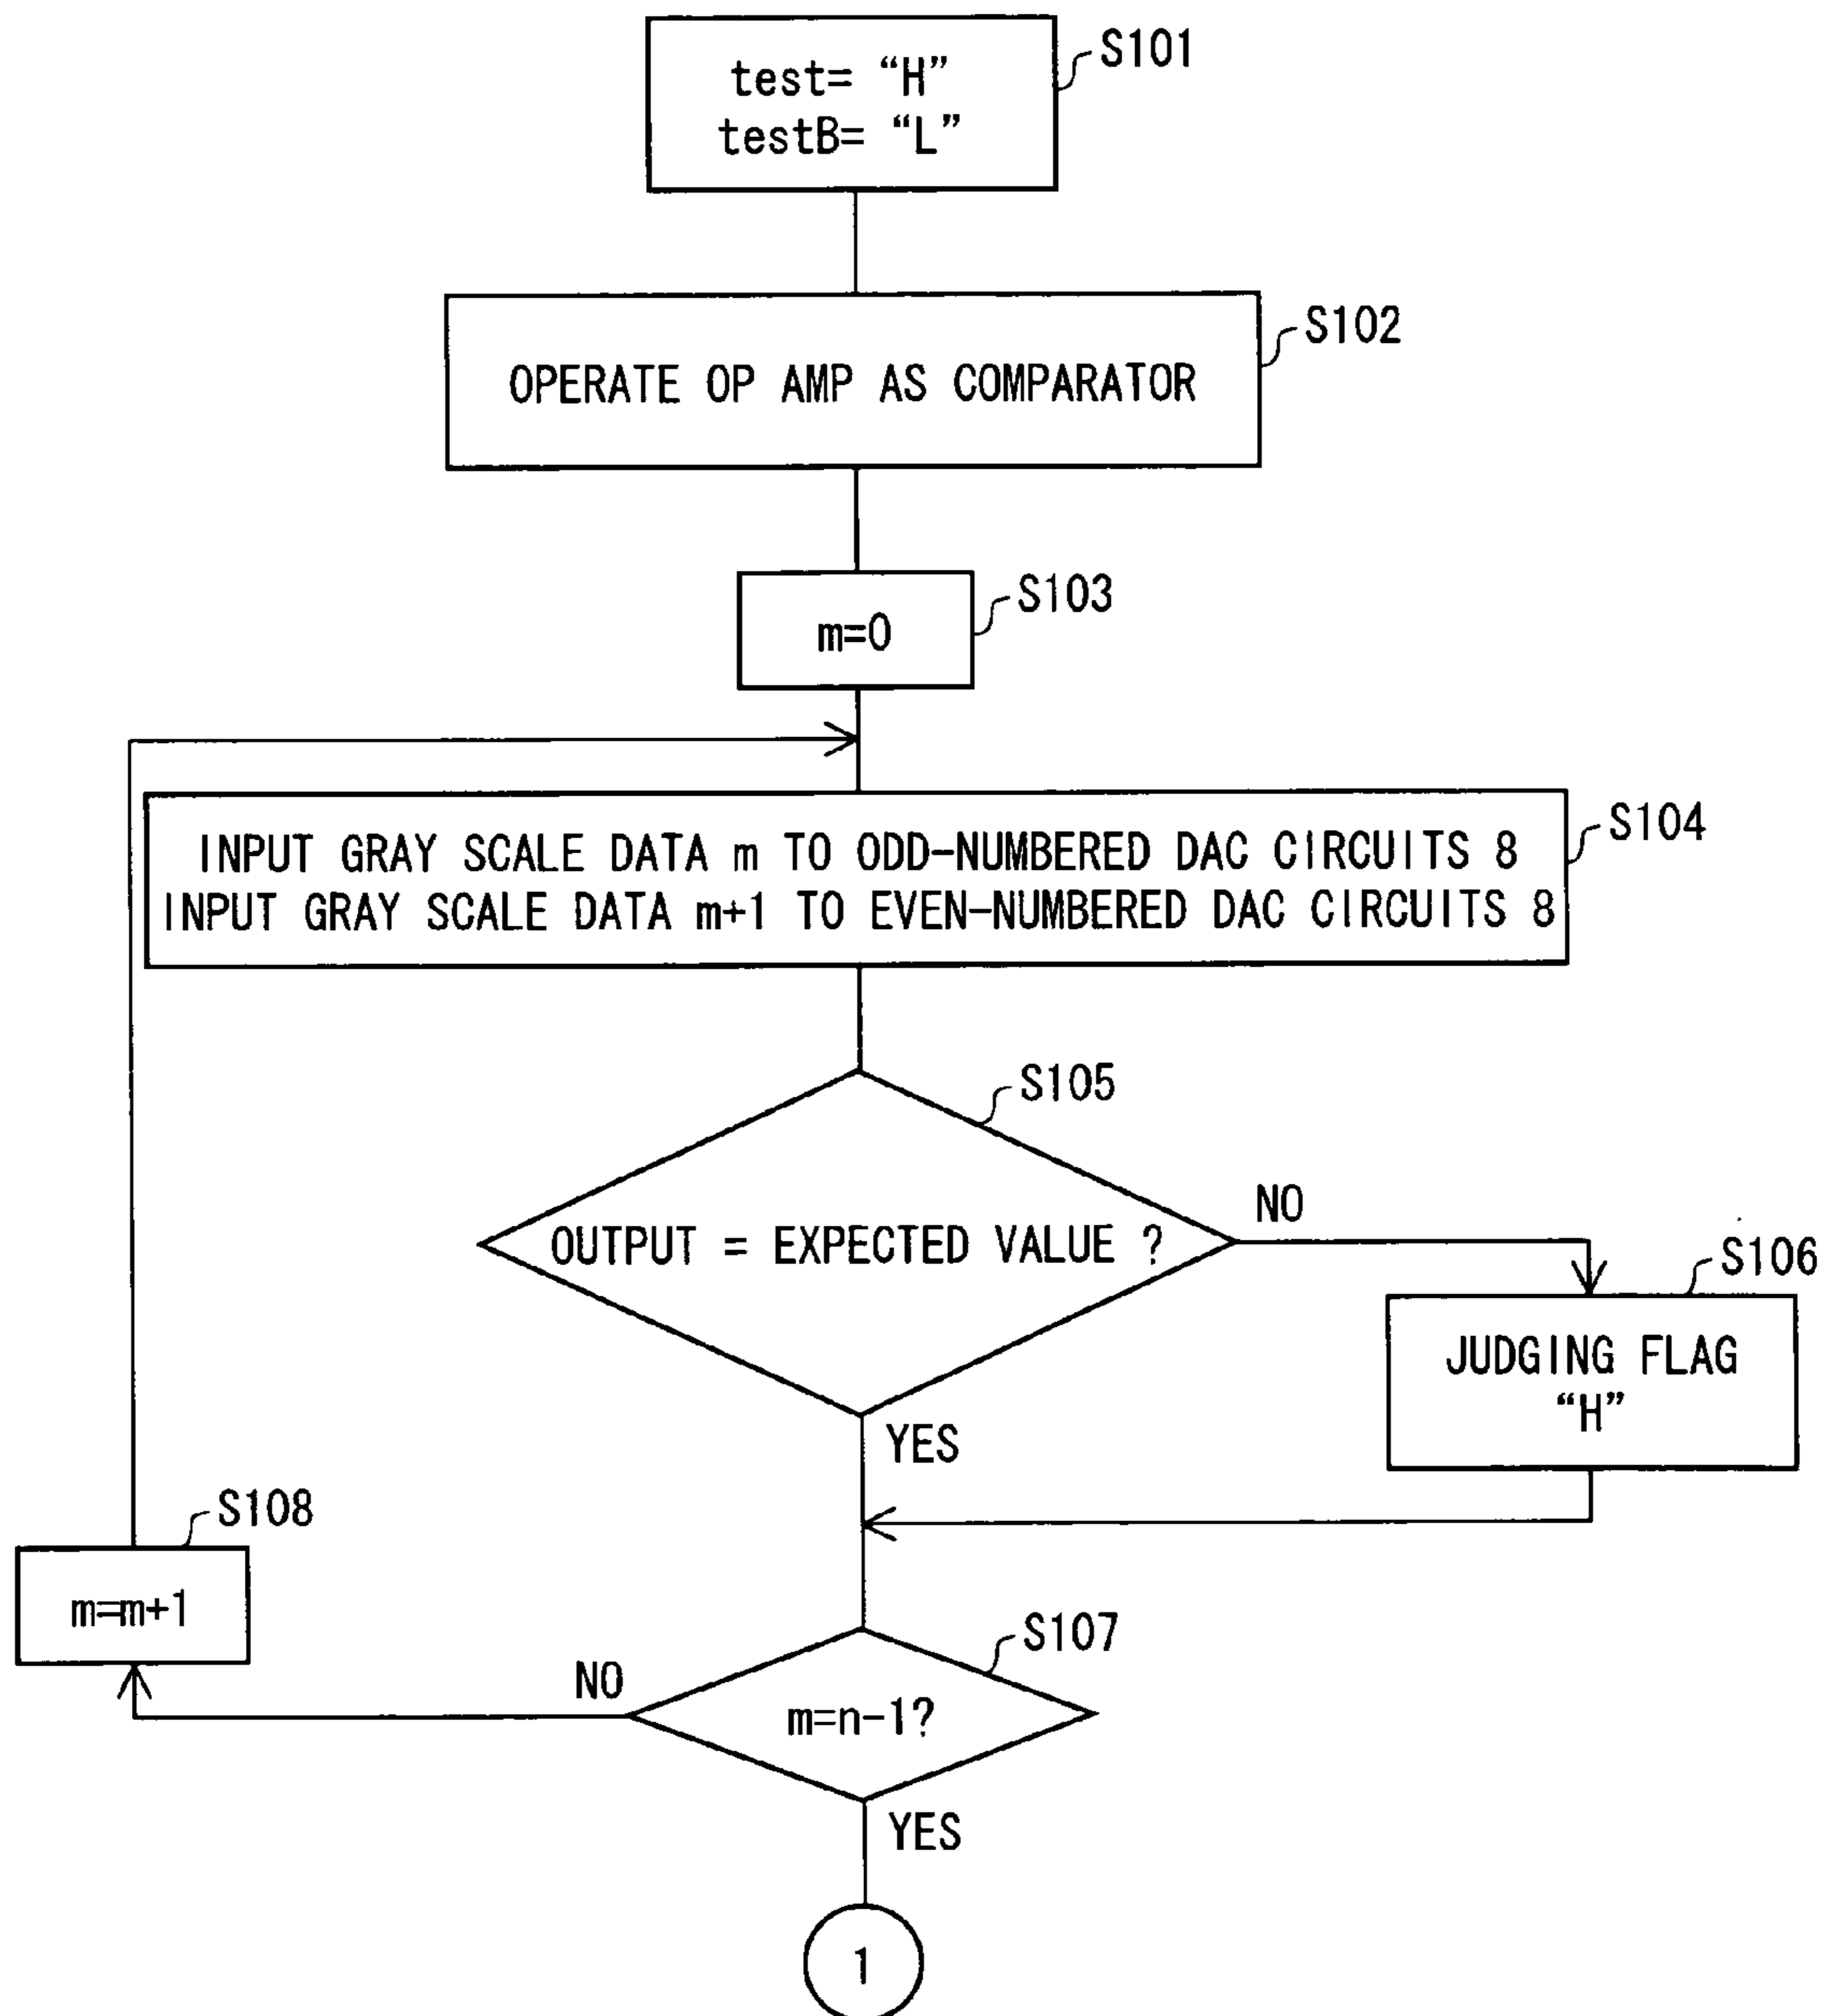 test= “H”
testB= “L”
S101
OPERATE OP AMP AS COMPARATOR
S102
m=0
S103
INPUT GRAY SCALE DATA m TO ODD-NUMBERED DAC CIRCUITS 8
INPUT GRAY SCALE DATA m+1 TO EVEN-NUMBERED DAC CIRCUITS 8
S104
OUTPUT = EXPECTED VALUE ?
S105
NO
YES
JUDGING FLAG
“H”
S106
m=m+1
S108
m=n-1?
S107
NO
YES
1